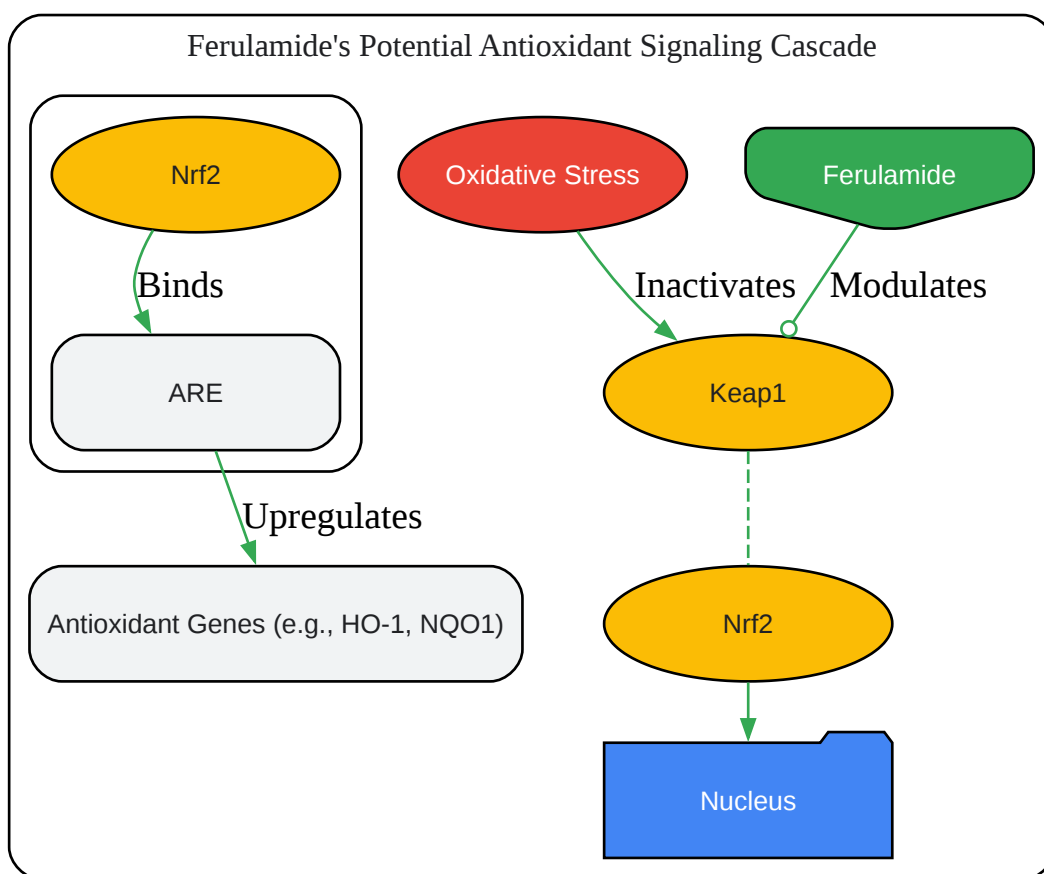 Ferulamide's Potential Antioxidant Signaling Cascade
Nrf2
Oxidative Stress
Ferulamide
Binds
Inactivates
Modulates
ARE
Keap1
Upregulates
Antioxidant Genes (e.g., HO-1, NQO1)
Nrf2
Nucleus